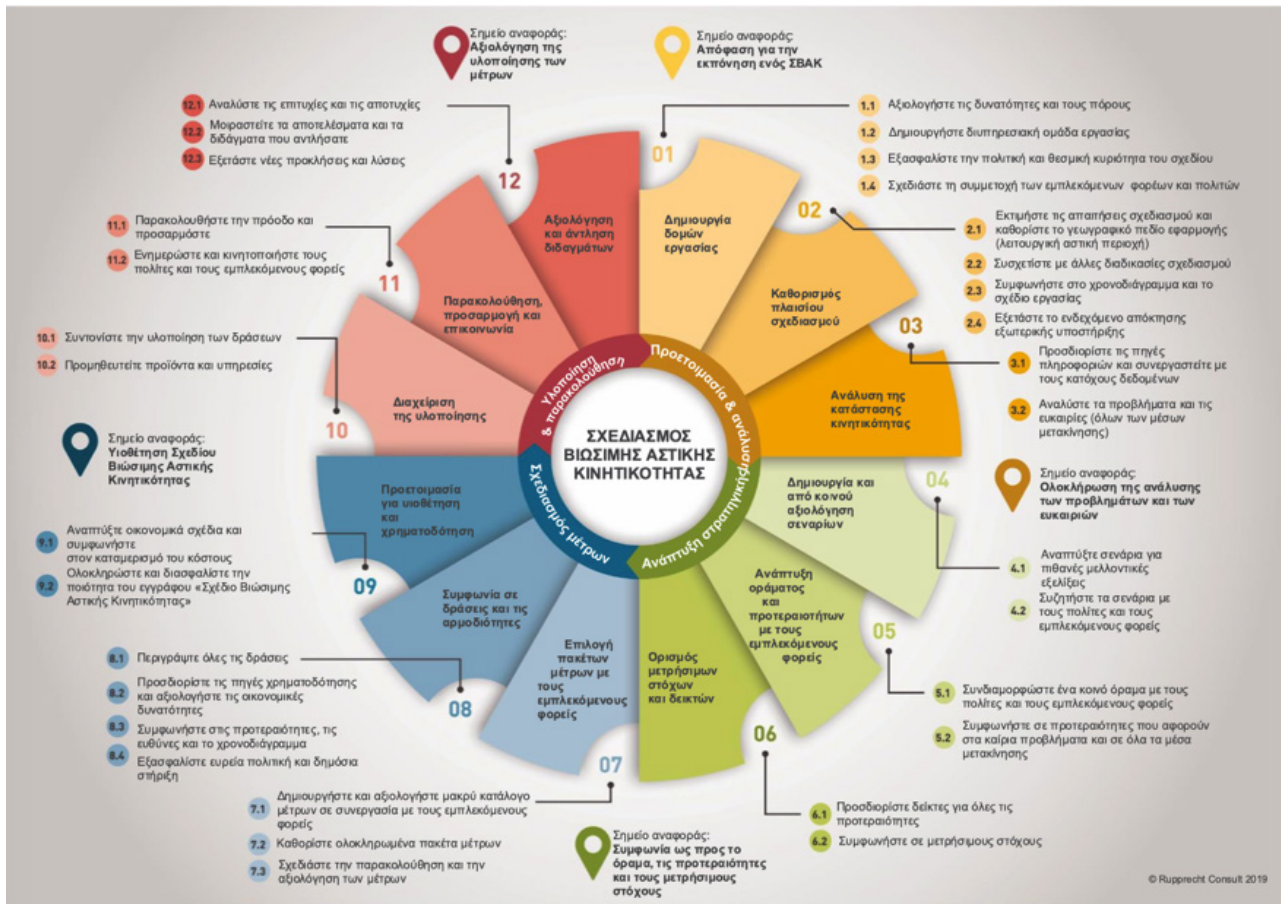 Σημείο αναφοράς:
Αξιολόγηση της
υλοποίησης των
μέτρων
Σημείο αναφοράς:
Απόφαση για την
εκπόνηση ενός ΣΒΑΚ
12.1 Αναλύστε τις επιτυχίες και τις αποτυχίες
12.2 Μοιραστείτε τα αποτελέσματα και τα
διδάγματα που αντλήσατε
12.3 Εξετάστε νέες προκλήσεις και λύσεις
1.1 Αξιολογήστε τις δυνατότητες και τους πόρους
1.2 Δημιουργήστε διυπηρεσιακή ομάδα εργασίας
1.3 Εξασφαλίστε την πολιτική και θεσμική κυριότητα του σχεδίου
1.4 Σχεδιάστε τη συμμετοχή των εμπλεκόμενων φορέων και πολιτών
01
Δημιουργία
δομών
εργασίας
12
Αξιολόγηση
και άντληση
διδαγμάτων
11.1 Παρακολουθήστε την πρόοδο και
προσαρμόστε
11.2 Ενημερώστε και κινητοποιήστε τους
πολίτες και τους εμπλεκόμενους φορείς
11
Παρακολούθηση,
προσαρμογή και
επικοινωνία
02
Καθορισμός
πλαισίου
σχεδιασμού
2.1 Εκτιμήστε τις απαιτήσεις σχεδιασμού και
καθορίστε το γεωγραφικό πεδίο εφαρμογής
(λειτουργική αστική περιοχή)
2.2 Συσχετίστε με άλλες διαδικασίες σχεδιασμού
2.3 Συμφωνήστε στο χρονοδιάγραμμα και το
σχέδιο εργασίας
2.4 Εξετάστε το ενδεχόμενο απόκτησης
εξωτερικής υποστήριξης
10.1 Συντονίστε την υλοποίηση των δράσεων
10.2 Προμηθευτείτε προϊόντα και υπηρεσίες
10
Διαχείριση
της υλοποίησης
03
Ανάλυση της
κατάστασης
κινητικότητας
3.1 Προσδιορίστε τις πηγές
πληροφοριών και συνεργαστείτε με
τους κατόχους δεδομένων
3.2 Αναλύστε τα προβλήματα και τις
ευκαιρίες (όλων των μέσων
μετακίνησης)
Υλοποίηση
& παρακολούθηση
Προετοιμασία & ανάλυση
ΣΧΕΔΙΑΣΜΟΣ
ΒΙΩΣΙΜΗΣ ΑΣΤΙΚΗΣ
ΚΙΝΗΤΙΚΟΤΗΤΑΣ
Σχεδιασμός μέτρων
Ανάπτυξη στρατηγικής
Σημείο αναφοράς:
Υιοθέτηση Σχεδίου
Βιώσιμης Αστικής
Κινητικότητας
Σημείο αναφοράς:
Ολοκλήρωση της ανάλυσης
των προβλημάτων και των
ευκαιριών
Προετοιμασία
για υιοθέτηση
και
χρηματοδότηση
09
9.1 Αναπτύξτε οικονομικά σχέδια και
συμφωνήστε
στον καταμερισμό του κόστους
9.2 Ολοκληρώστε και διασφαλίστε την
ποιότητα του εγγράφου «Σχέδιο Βιώσιμης
Αστικής Κινητικότητας»
04
Δημιουργία και
από κοινού
αξιολόγηση
σεναρίων
4.1 Αναπτύξτε σενάρια για
πιθανές μελλοντικές
εξελίξεις
4.2 Συζητήστε τα σενάρια με
τους πολίτες και τους
εμπλεκόμενους φορείς
Συμφωνία σε
δράσεις και τις
αρμοδιότητες
08
8.1 Περιγράψτε όλες τις δράσεις
8.2 Προσδιορίστε τις πηγές χρηματοδότησης
και αξιολογήστε τις οικονομικές
δυνατότητες
8.3 Συμφωνήστε στις προτεραιότητες, τις
ευθύνες και το χρονοδιάγραμμα
8.4 Εξασφαλίστε ευρεία πολιτική και δημόσια
στήριξη
Ανάπτυξη
οράματος
και
προτεραιοτήτων
με τους
εμπλεκόμενους
φορείς
05
5.1 Συνδιαμορφώστε ένα κοινό όραμα με τους
πολίτες και τους εμπλεκόμενους φορείς
5.2 Συμφωνήστε σε προτεραιότητες που αφορούν
στα καίρια προβλήματα και σε όλα τα μέσα
μετακίνησης
Επιλογή
πακέτων
μέτρων με
τους
εμπλεκόμενους
φορείς
07
7.1 Δημιουργήστε και αξιολογήστε μακρύ κατάλογο
μέτρων σε συνεργασία με τους εμπλεκόμενους
φορείς
7.2 Καθορίστε ολοκληρωμένα πακέτα μέτρων
7.3 Σχεδιάστε την παρακολούθηση και την
αξιολόγηση των μέτρων
Ορισμός
μετρήσιμων
στόχων
και δεικτών
06
6.1 Προσδιορίστε δείκτες για όλες τις
προτεραιότητες
6.2 Συμφωνήστε σε μετρήσιμους στόχους
Σημείο αναφοράς:
Συμφωνία ως προς το
όραμα, τις προτεραιότητες
και τους μετρήσιμους
στόχους
© Rupprecht Consult 2019